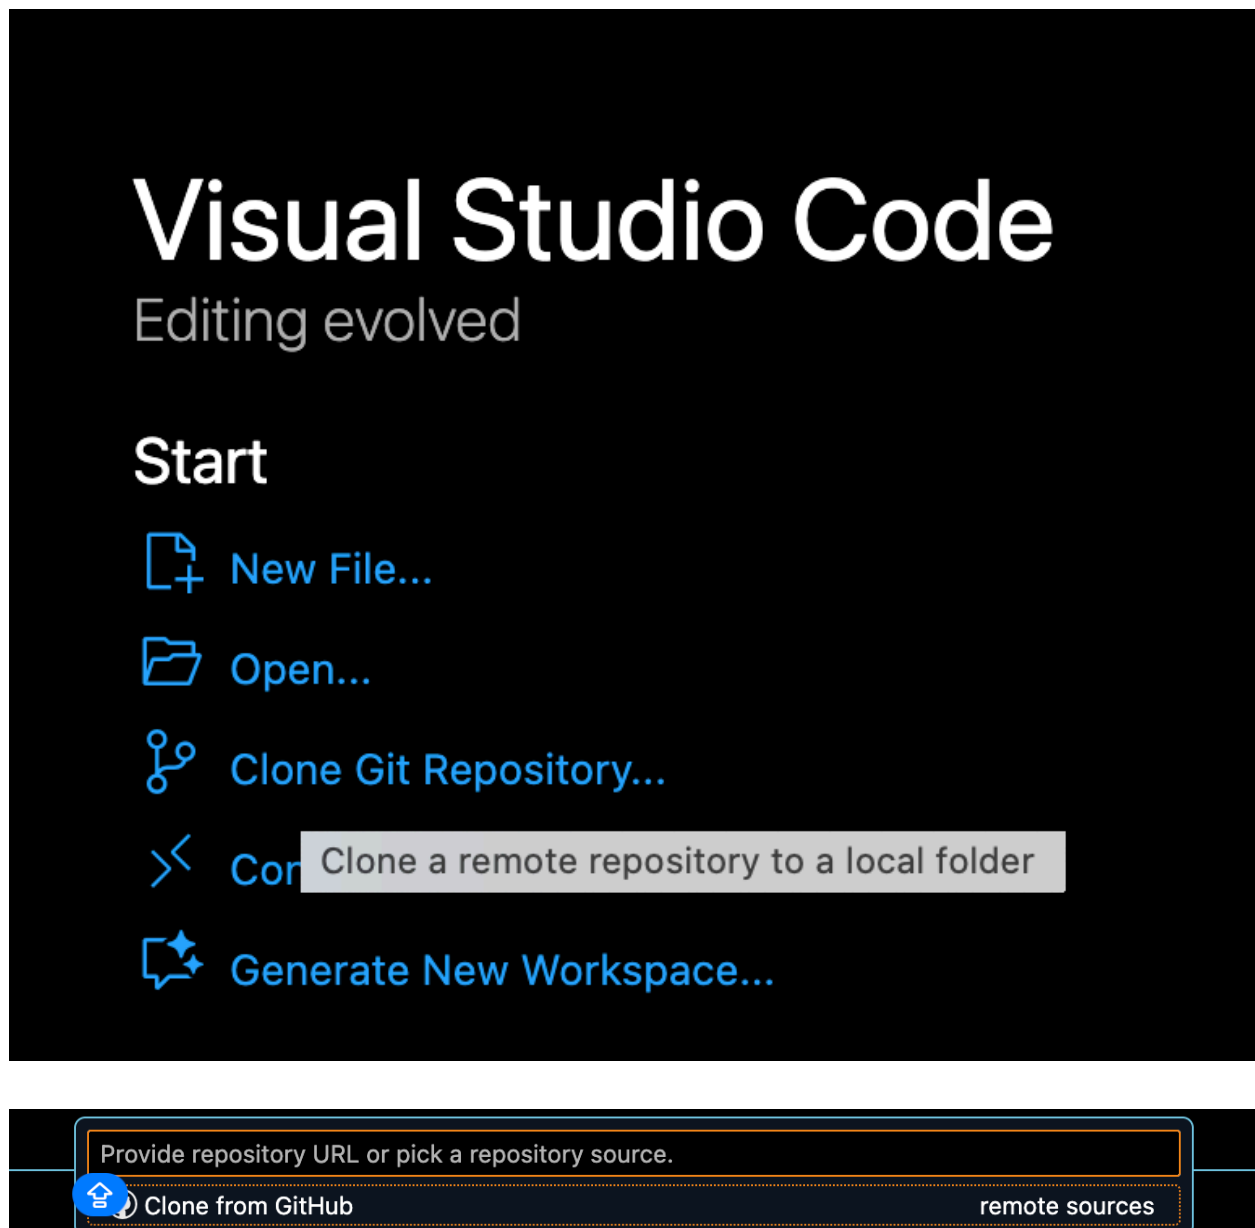 Visual Studio Code
Editing evolved
Start
New File...
Open...
Clone Git Repository...
Clone a remote repository to a local folder
Generate New Workspace...
Provide repository URL or pick a repository source.
Clone from GitHub remote sources